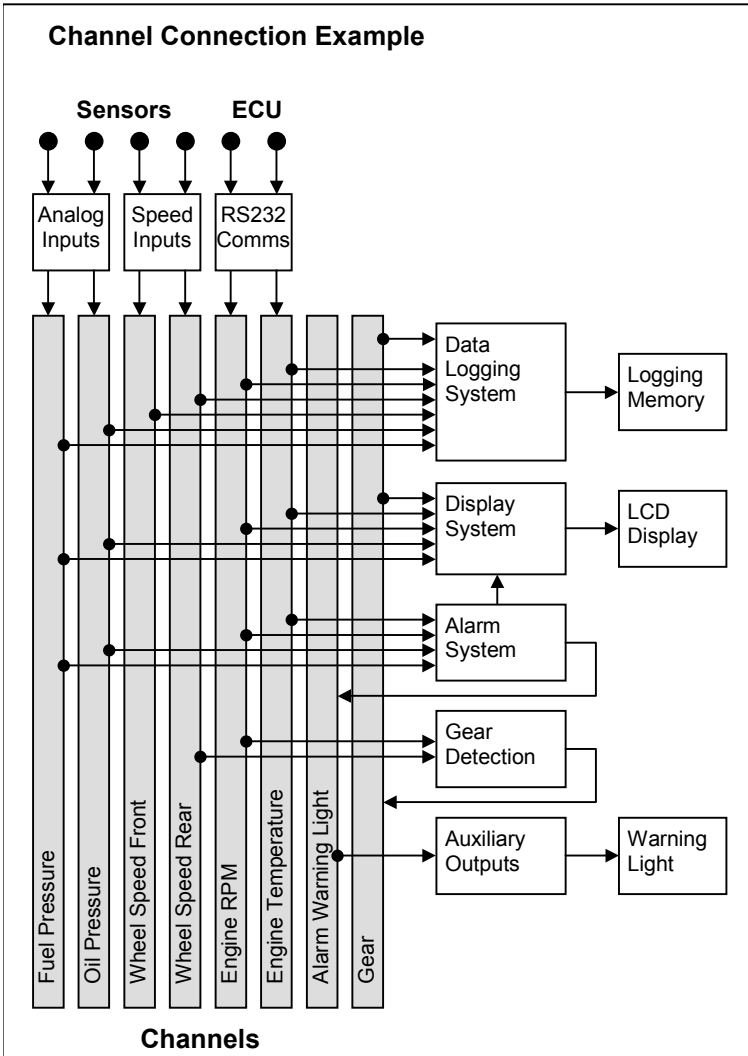 Channel Connection Example
Sensors
ECU
Analog
Inputs
Speed
Inputs
RS232
Comms
Data
Logging
System
Logging
Memory
Display
System
LCD
Display
Alarm
System
Gear
Detection
Auxiliary
Outputs
Warning
Light
Fuel Pressure
Oil Pressure
Wheel Speed Front
Wheel Speed Rear
Engine RPM
Engine Temperature
Alarm Warning Light
Gear
Channels